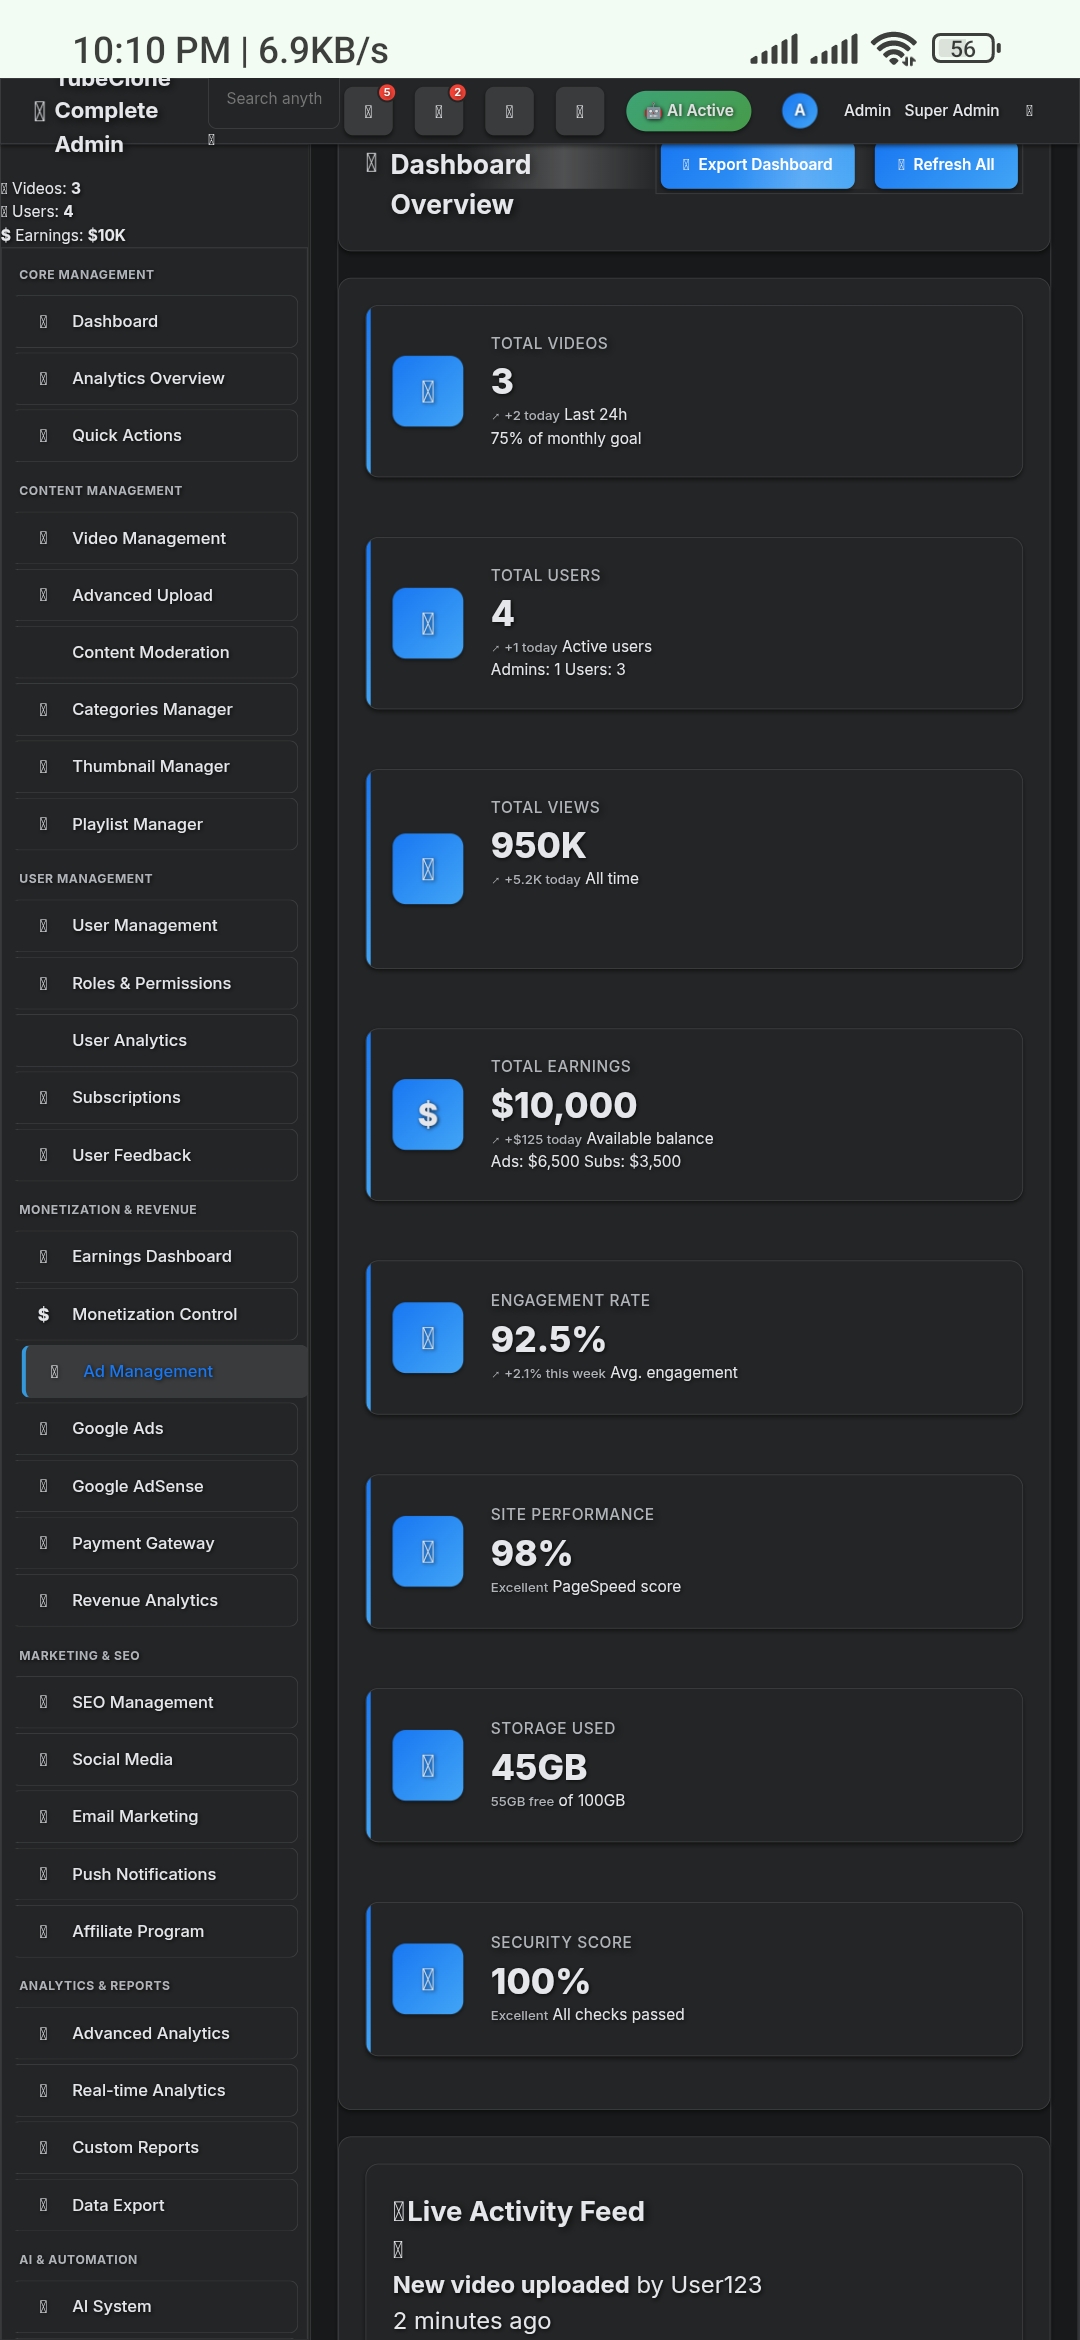 10:10 PM | 6.9KB/s
56
TubeClone
Complete
Admin
Search anyth
5
2
🤖 AI Active
A
Admin
Super Admin
Videos: 3
Users: 4
$ Earnings: $10K
CORE MANAGEMENT
Dashboard
Analytics Overview
Quick Actions
CONTENT MANAGEMENT
Video Management
Advanced Upload
Content Moderation
Categories Manager
Thumbnail Manager
Playlist Manager
USER MANAGEMENT
User Management
Roles & Permissions
User Analytics
Subscriptions
User Feedback
MONETIZATION & REVENUE
Earnings Dashboard
$ Monetization Control
Ad Management
Google Ads
Google AdSense
Payment Gateway
Revenue Analytics
MARKETING & SEO
SEO Management
Social Media
Email Marketing
Push Notifications
Affiliate Program
ANALYTICS & REPORTS
Advanced Analytics
Real-time Analytics
Custom Reports
Data Export
AI & AUTOMATION
AI System
Dashboard
Overview
Export Dashboard
Refresh All
TOTAL VIDEOS
3
↗ +2 today Last 24h
75% of monthly goal
TOTAL USERS
4
↗ +1 today Active users
Admins: 1 Users: 3
TOTAL VIEWS
950K
↗ +5.2K today All time
$
TOTAL EARNINGS
$10,000
↗ +$125 today Available balance
Ads: $6,500 Subs: $3,500
ENGAGEMENT RATE
92.5%
↗ +2.1% this week Avg. engagement
SITE PERFORMANCE
98%
Excellent PageSpeed score
STORAGE USED
45GB
55GB free of 100GB
SECURITY SCORE
100%
Excellent All checks passed
Live Activity Feed
New video uploaded by User123
2 minutes ago